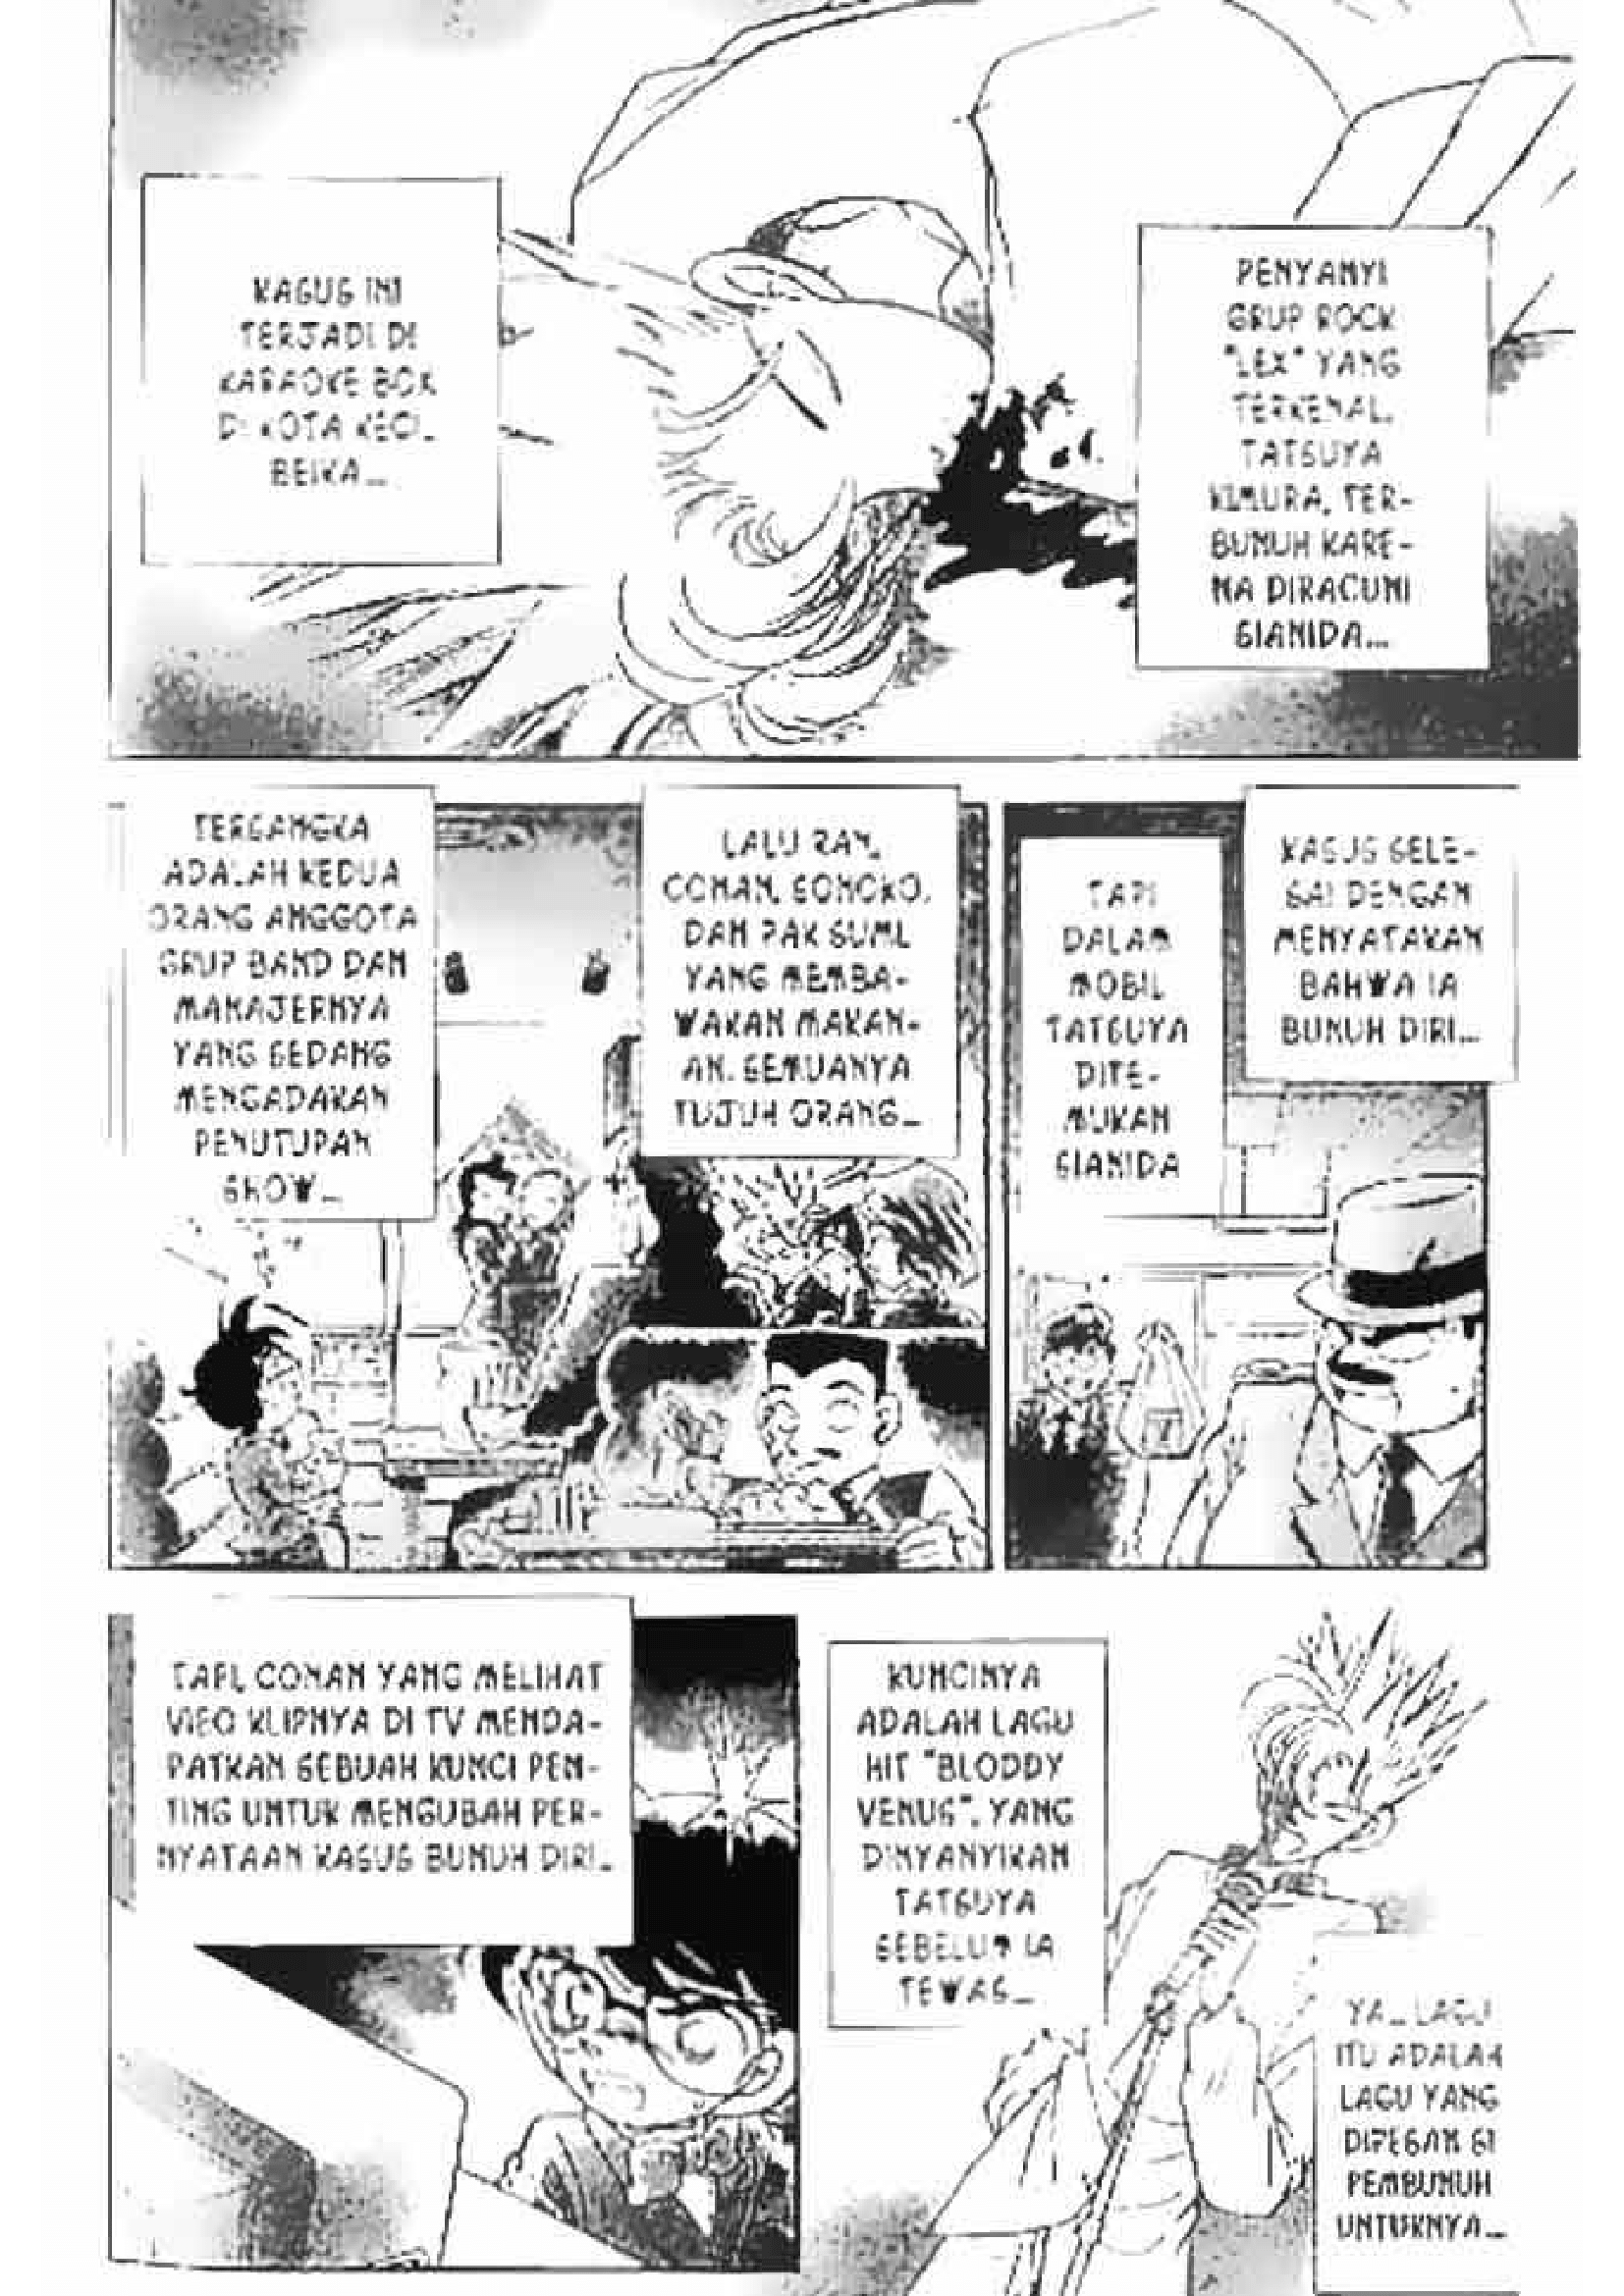 KASUS INI
TERJADI DI
KARAOKE BOX
DI KOTA KECIL
BEIKA...
PENYANYI
GRUP ROCK
"LEX" YANG
TERKENAL,
TATSUYA
KIMURA, TER-
BUNUH KARE-
NA DIRACUNI
SIANIDA...
TERSANGKA
ADALAH KEDUA
ORANG ANGGOTA
GRUP BAND DAN
MANAJERNYA
YANG SEDANG
MENGADAKAN
PENUTUPAN
SHOW...
LALU RAN,
CONAN, SONOKO,
DAN PAK SUMI,
YANG MEMBA-
WAKAN MAKAN-
AN. SEMUANYA
TUJUH ORANG...
TAPI
DALAM
MOBIL
TATSUYA
DITE-
MUKAN
SIANIDA
KASUS SELE-
SAI DENGAN
MENYATAKAN
BAHWA IA
BUNUH DIRI...
TAPI, CONAN YANG MELIHAT
VIEO KLIPNYA DI TV MENDA-
PATKAN SEBUAH KUNCI PEN-
TING UNTUK MENGUBAH PER-
NYATAAN KASUS BUNUH DIRI...
KUNCINYA
ADALAH LAGU
HIT "BLODDY
VENUS", YANG
DINYANYIKAN
TATSUYA
SEBELUM IA
TEWAS...
YA... LAGU
ITU ADALAH
LAGU YANG
DIPESAN SI
PEMBUNUH
UNTUKNYA...